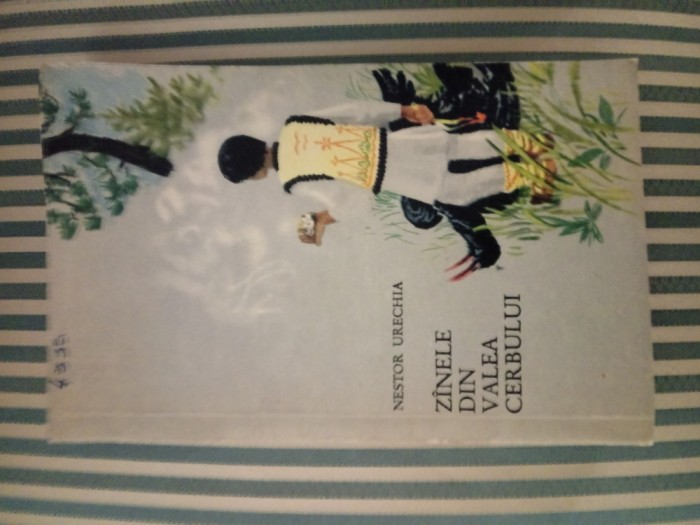 NESTOR URECHIA
ZÎNELE
DIN
VALEA
CERBULUI